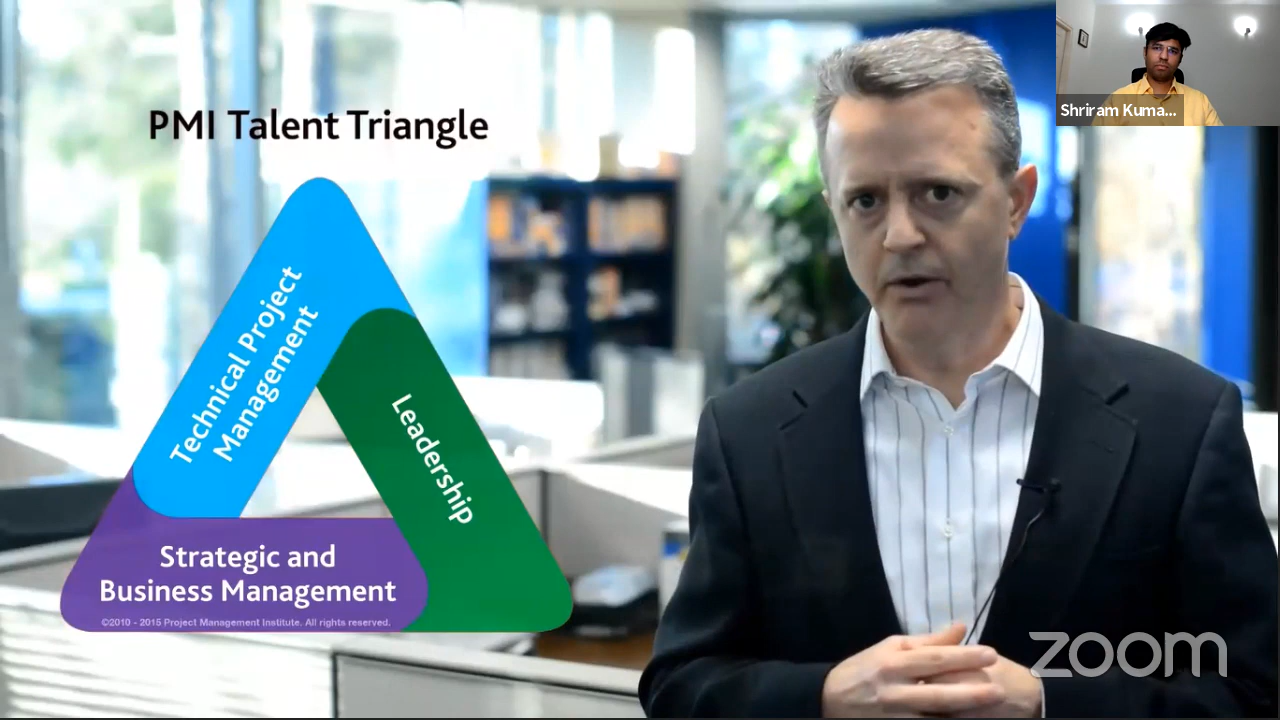 PMI Talent Triangle
Shriram Kuma...
Technical Project
Management
Leadership
Strategic and
Business Management
©2010 - 2015 Project Management Institute. All rights reserved.
zoom